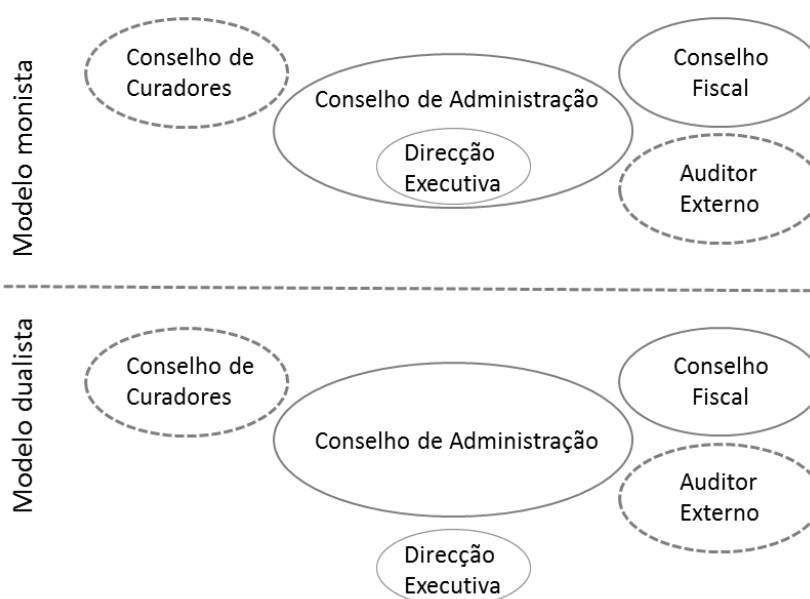 Modelo monista
Conselho de
Curadores
Conselho de Administração
Direcção
Executiva
Conselho
Fiscal
Auditor
Externo
Modelo dualista
Conselho de
Curadores
Conselho de Administração
Direcção
Executiva
Conselho
Fiscal
Auditor
Externo